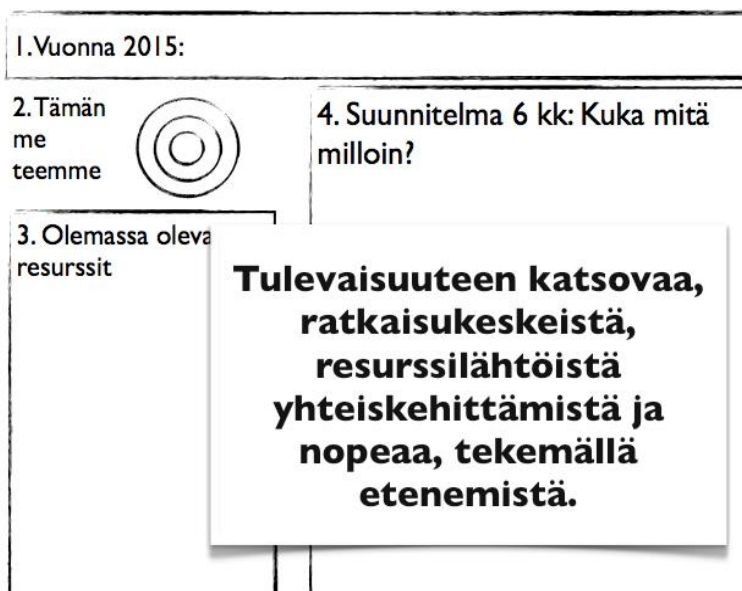 1. Vuonna 2015:
2. Tämän
me
teemme
4. Suunnitelma 6 kk: Kuka mitä
milloin?
3. Olemassa oleva
resurssit
Tulevaisuuteen katsovaa,
ratkaisukeskeistä,
resurssilähtöistä
yhteiskehittämistä ja
nopeaa, tekemällä
etenemistä.